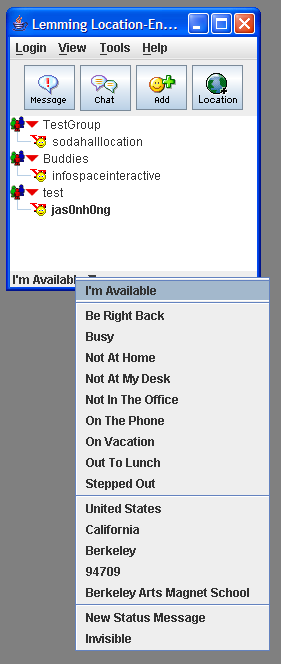 Lemming Location-En...
Login View Tools Help
Message Chat Add Location
TestGroup
sodahalllocation
Buddies
infospaceinteractive
test
jas0nh0ng
I'm Available
I'm Available
Be Right Back
Busy
Not At Home
Not At My Desk
Not In The Office
On The Phone
On Vacation
Out To Lunch
Stepped Out
United States
California
Berkeley
94709
Berkeley Arts Magnet School
New Status Message
Invisible